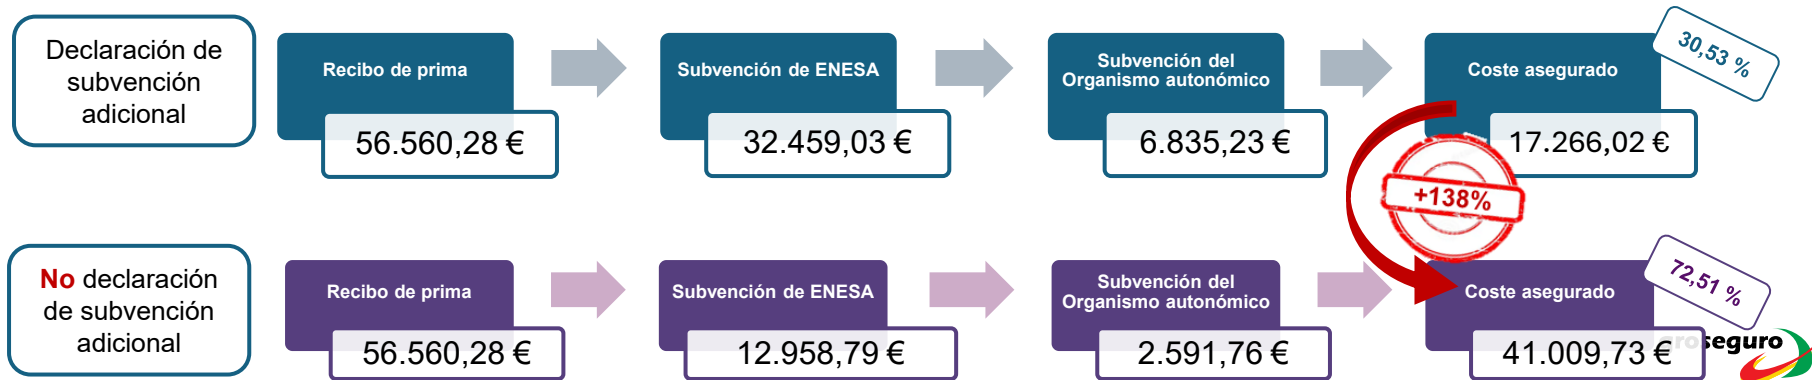 Declaración de
subvención
adicional
Recibo de prima
56.560,28 €
Subvención de ENESA
32.459,03 €
Subvención del
Organismo autonómico
6.835,23 €
Coste asegurado
17.266,02 €
30,53 %
+138%
No declaración
de subvención
adicional
Recibo de prima
56.560,28 €
Subvención de ENESA
12.958,79 €
Subvención del
Organismo autonómico
2.591,76 €
Coste asegurado
41.009,73 €
72,51 %
groseguro